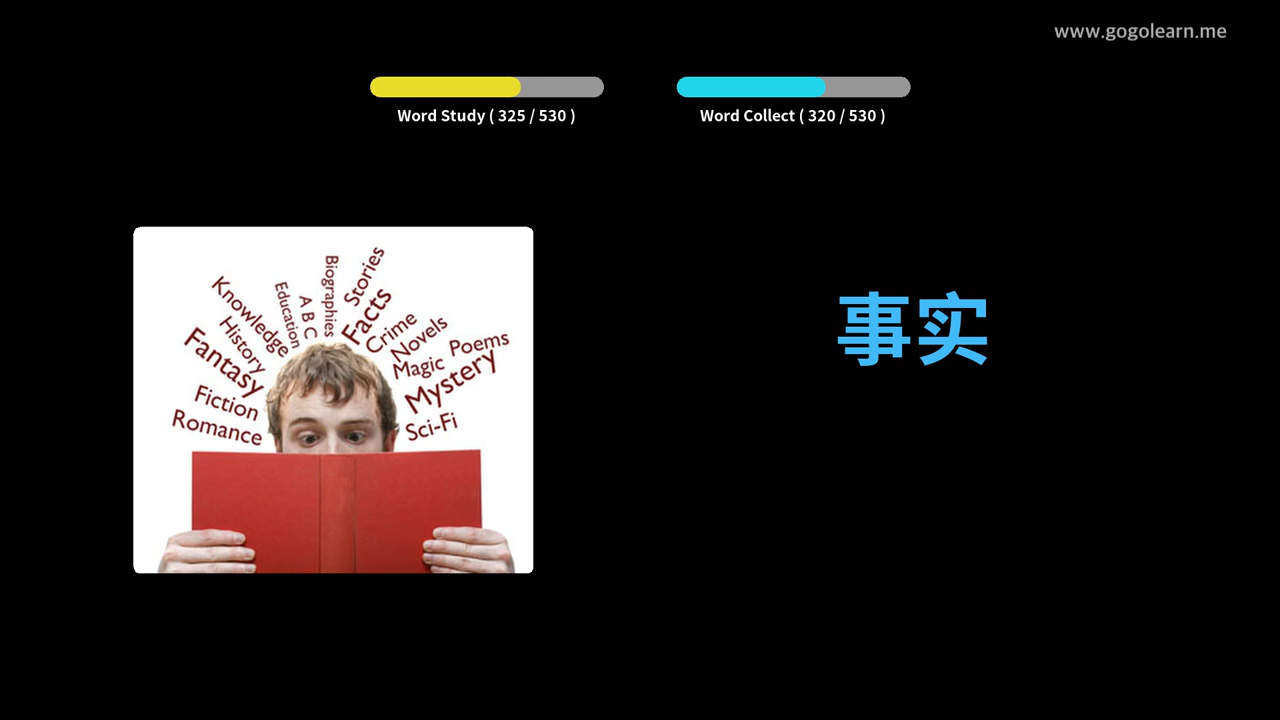 www.gogolearn.me
Word Study ( 325 / 530 )
Word Collect ( 320 / 530 )
事实
Romance
Fiction
Fantasy
History
Knowledge
Education
A B C
Biographies
Stories
Facts
Crime
Novels
Magic
Poems
Mystery
Sci-Fi